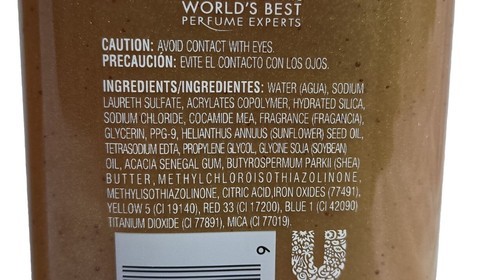 WORLD'S BEST
PERFUME EXPERTS
CAUTION: AVOID CONTACT WITH EYES.
PRECAUCIÓN: EVITE EL CONTACTO CON LOS OJOS.
INGREDIENTS/INGREDIENTES: WATER (AGUA), SODIUM
LAURETH SULFATE, ACRYLATES COPOLYMER, HYDRATED SILICA,
SODIUM CHLORIDE, COCAMIDE MEA, FRAGRANCE (FRAGANCIA),
GLYCERIN, PPG-9, HELIANTHUS ANNUUS (SUNFLOWER) SEED OIL,
TETRASODIUM EDTA, PROPYLENE GLYCOL, GLYCINE SOJA (SOYBEAN)
OIL, ACACIA SENEGAL GUM, BUTYROSPERMUM PARKII (SHEA)
BUTTER, METHYLCHLOROISOTHIAZOLINONE,
METHYLISOTHIAZOLINONE, CITRIC ACID, IRON OXIDES (77491),
YELLOW 5 (CI 19140), RED 33 (CI 17200), BLUE 1 (CI 42090)
TITANIUM DIOXIDE (CI 77891), MICA (CI 77019).